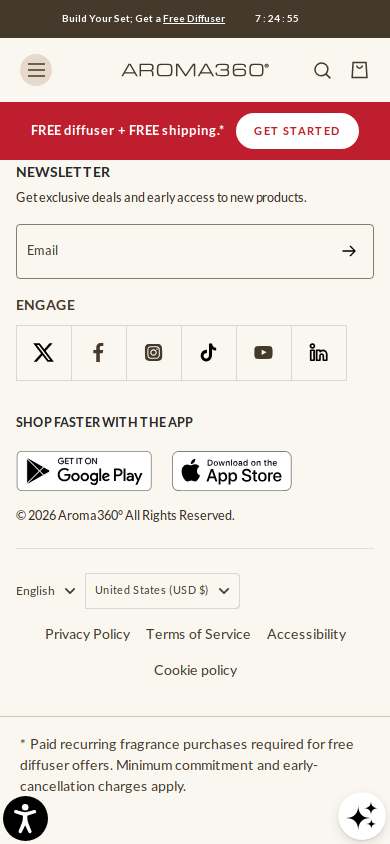 Build Your Set; Get a Free Diffuser 7 : 24 : 55
AROMA360°
FREE diffuser + FREE shipping.* GET STARTED
NEWSLETTER
Get exclusive deals and early access to new products.
Email
ENGAGE
SHOP FASTER WITH THE APP
GET IT ON
Google Play
Download on the
App Store
© 2026 Aroma360° All Rights Reserved.
English United States (USD $)
Privacy Policy Terms of Service Accessibility
Cookie policy
* Paid recurring fragrance purchases required for free
diffuser offers. Minimum commitment and early-
cancellation charges apply.